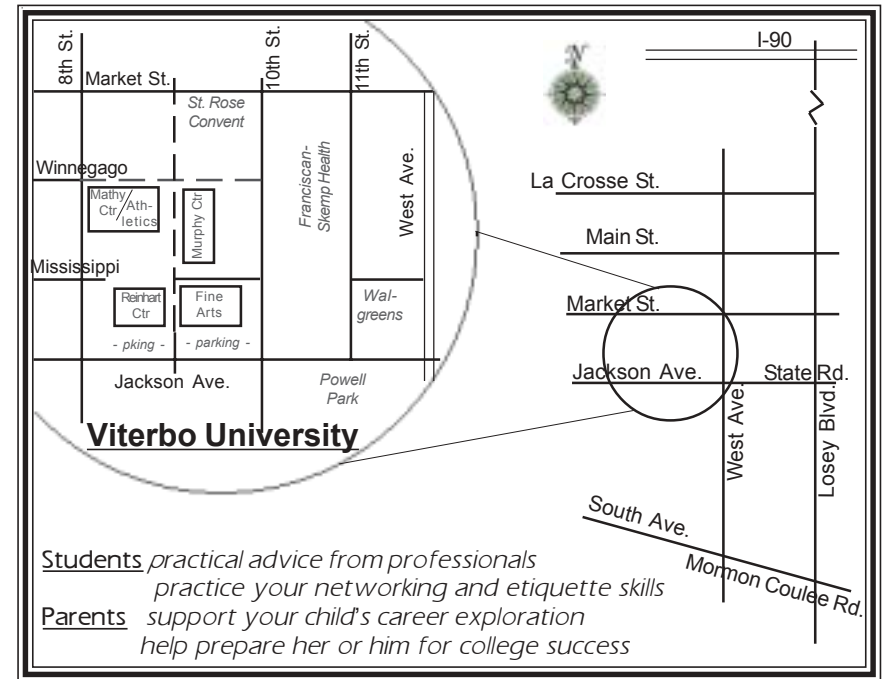 8th St.
10th St.
11th St.
Market St.
St. Rose
Convent
Winnegago
Mathy
Ctr
Ath-
letics
Murphy Ctr
Franciscan-
Skemp Health
West Ave.
Mississippi
Reinhart
Ctr
Fine
Arts
Wal-
greens
- pking -
- parking -
Jackson Ave.
Powell
Park
Viterbo University
N
I-90
La Crosse St.
Main St.
Market St.
Jackson Ave.
State Rd.
West Ave.
Losey Blvd.
South Ave.
Mormon Coulee Rd.
Students practical advice from professionals
practice your networking and etiquette skills
Parents support your child's career exploration
help prepare her or him for college success